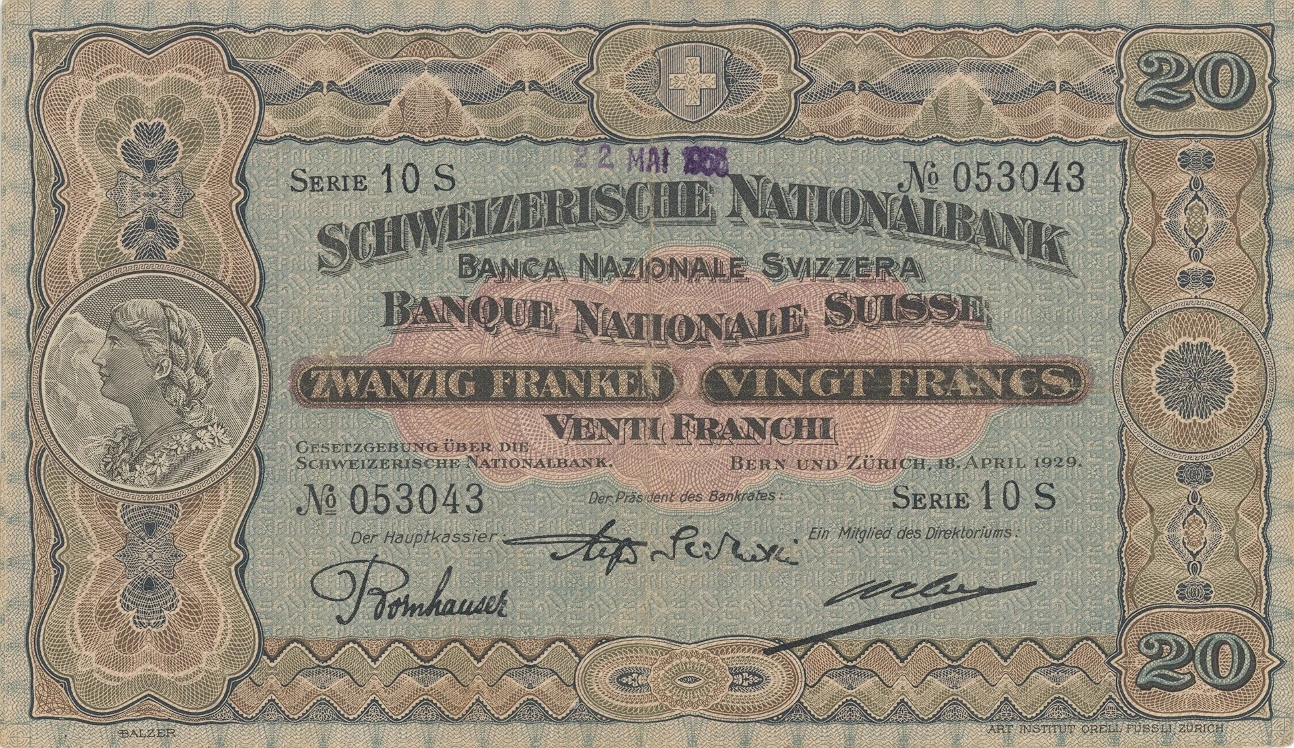 20
22 MAI
SERIE 10 S
No 053043
SCHWEIZERISCHE NATIONALBANK
BANCA NAZIONALE SVIZZERA
BANQUE NATIONALE SUISSE
ZWANZIG FRANKEN VINGT FRANCS
VENTI FRANCHI
GESETZGEBUNG ÜBER DIE
SCHWEIZERISCHE NATIONALBANK.
BERN UND ZÜRICH, 18. APRIL 1929.
No 053043
Der Präsident des Bankrates:
SERIE 10 S
Der Hauptkassier
Ein Mitglied des Direktoriums:
Bornhauser
20
BALZER
ART INSTITUT ORELL FÜSSLI ZÜRICH